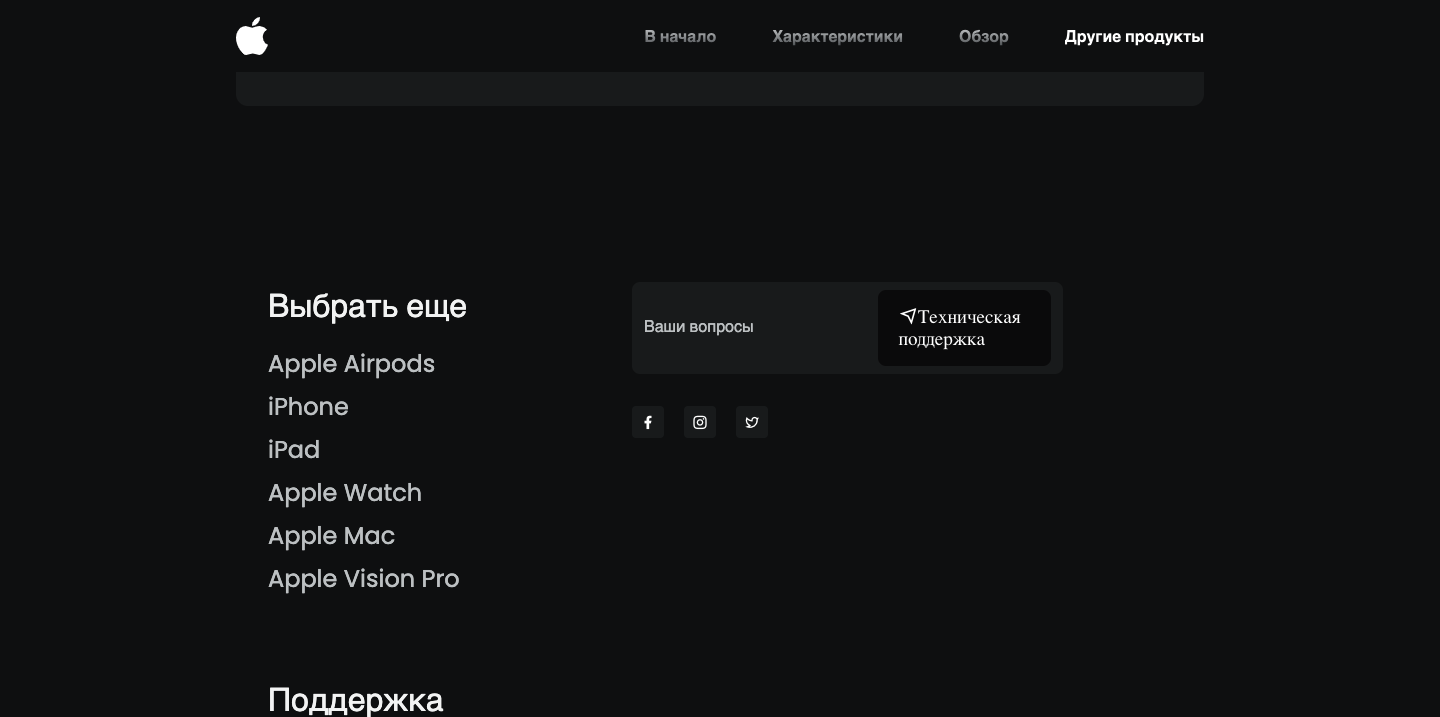 В начало Характеристики Обзор Другие продукты
Выбрать еще
Apple Airpods
iPhone
iPad
Apple Watch
Apple Mac
Apple Vision Pro
Ваши вопросы
Техническая
поддержка
Поддержка